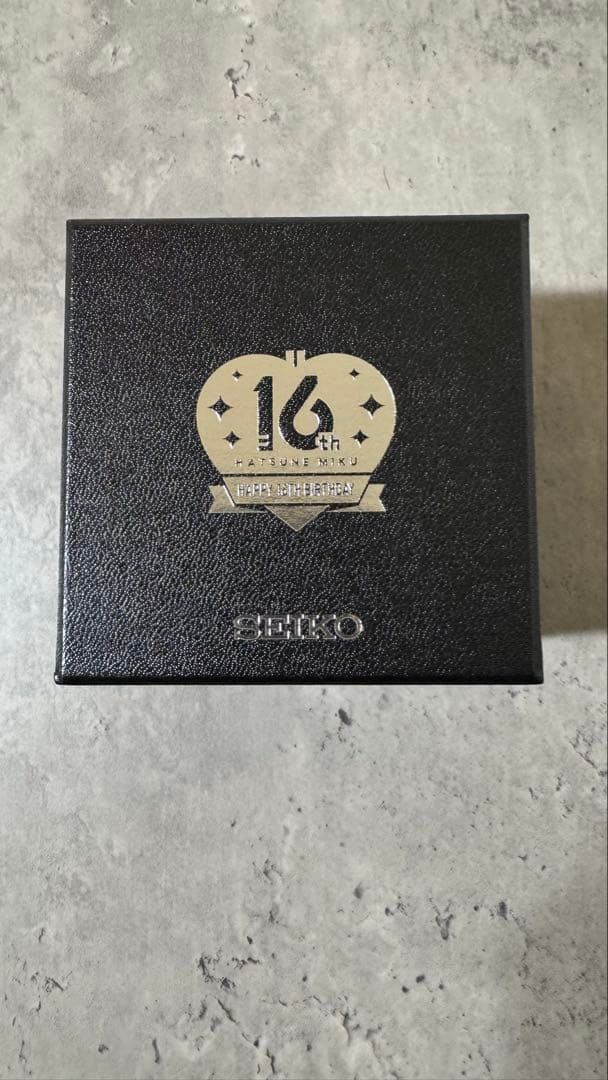 16th
HATSUNE MIKU
HAPPY 16TH BIRTHDAY
SEIKO